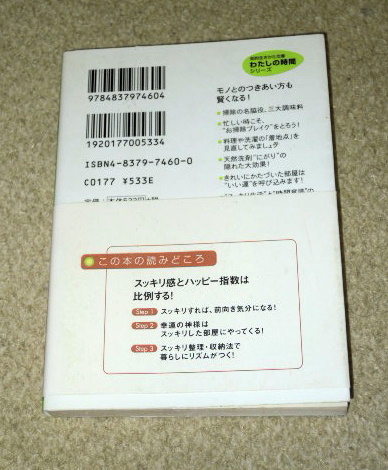 9784837974604
1920177005334
ISBN4-8379-7460-0
C0177 ¥533E
わたしの時間
シリーズ
モノとのつきあい方も
賢くなる!
●掃除の名脇役、三大調味料
●忙しい時こそ、
“お掃除ブレイク”をとろう!
●料理や洗濯の「着地点」を
見直してみましょう
●天然洗剤“にがり”の
隠れた大効果!
●きれいにかたづいた部屋は
“いい運”を呼び込みます!
この本の読みどころ
スッキリ感とハッピー指数は
比例する!
Step 1 スッキリすれば、前向き気分になる!
Step 2 幸運の神様は
スッキリした部屋にやってくる!
Step 3 スッキリ整理・収納法で
暮らしにリズムがつく!